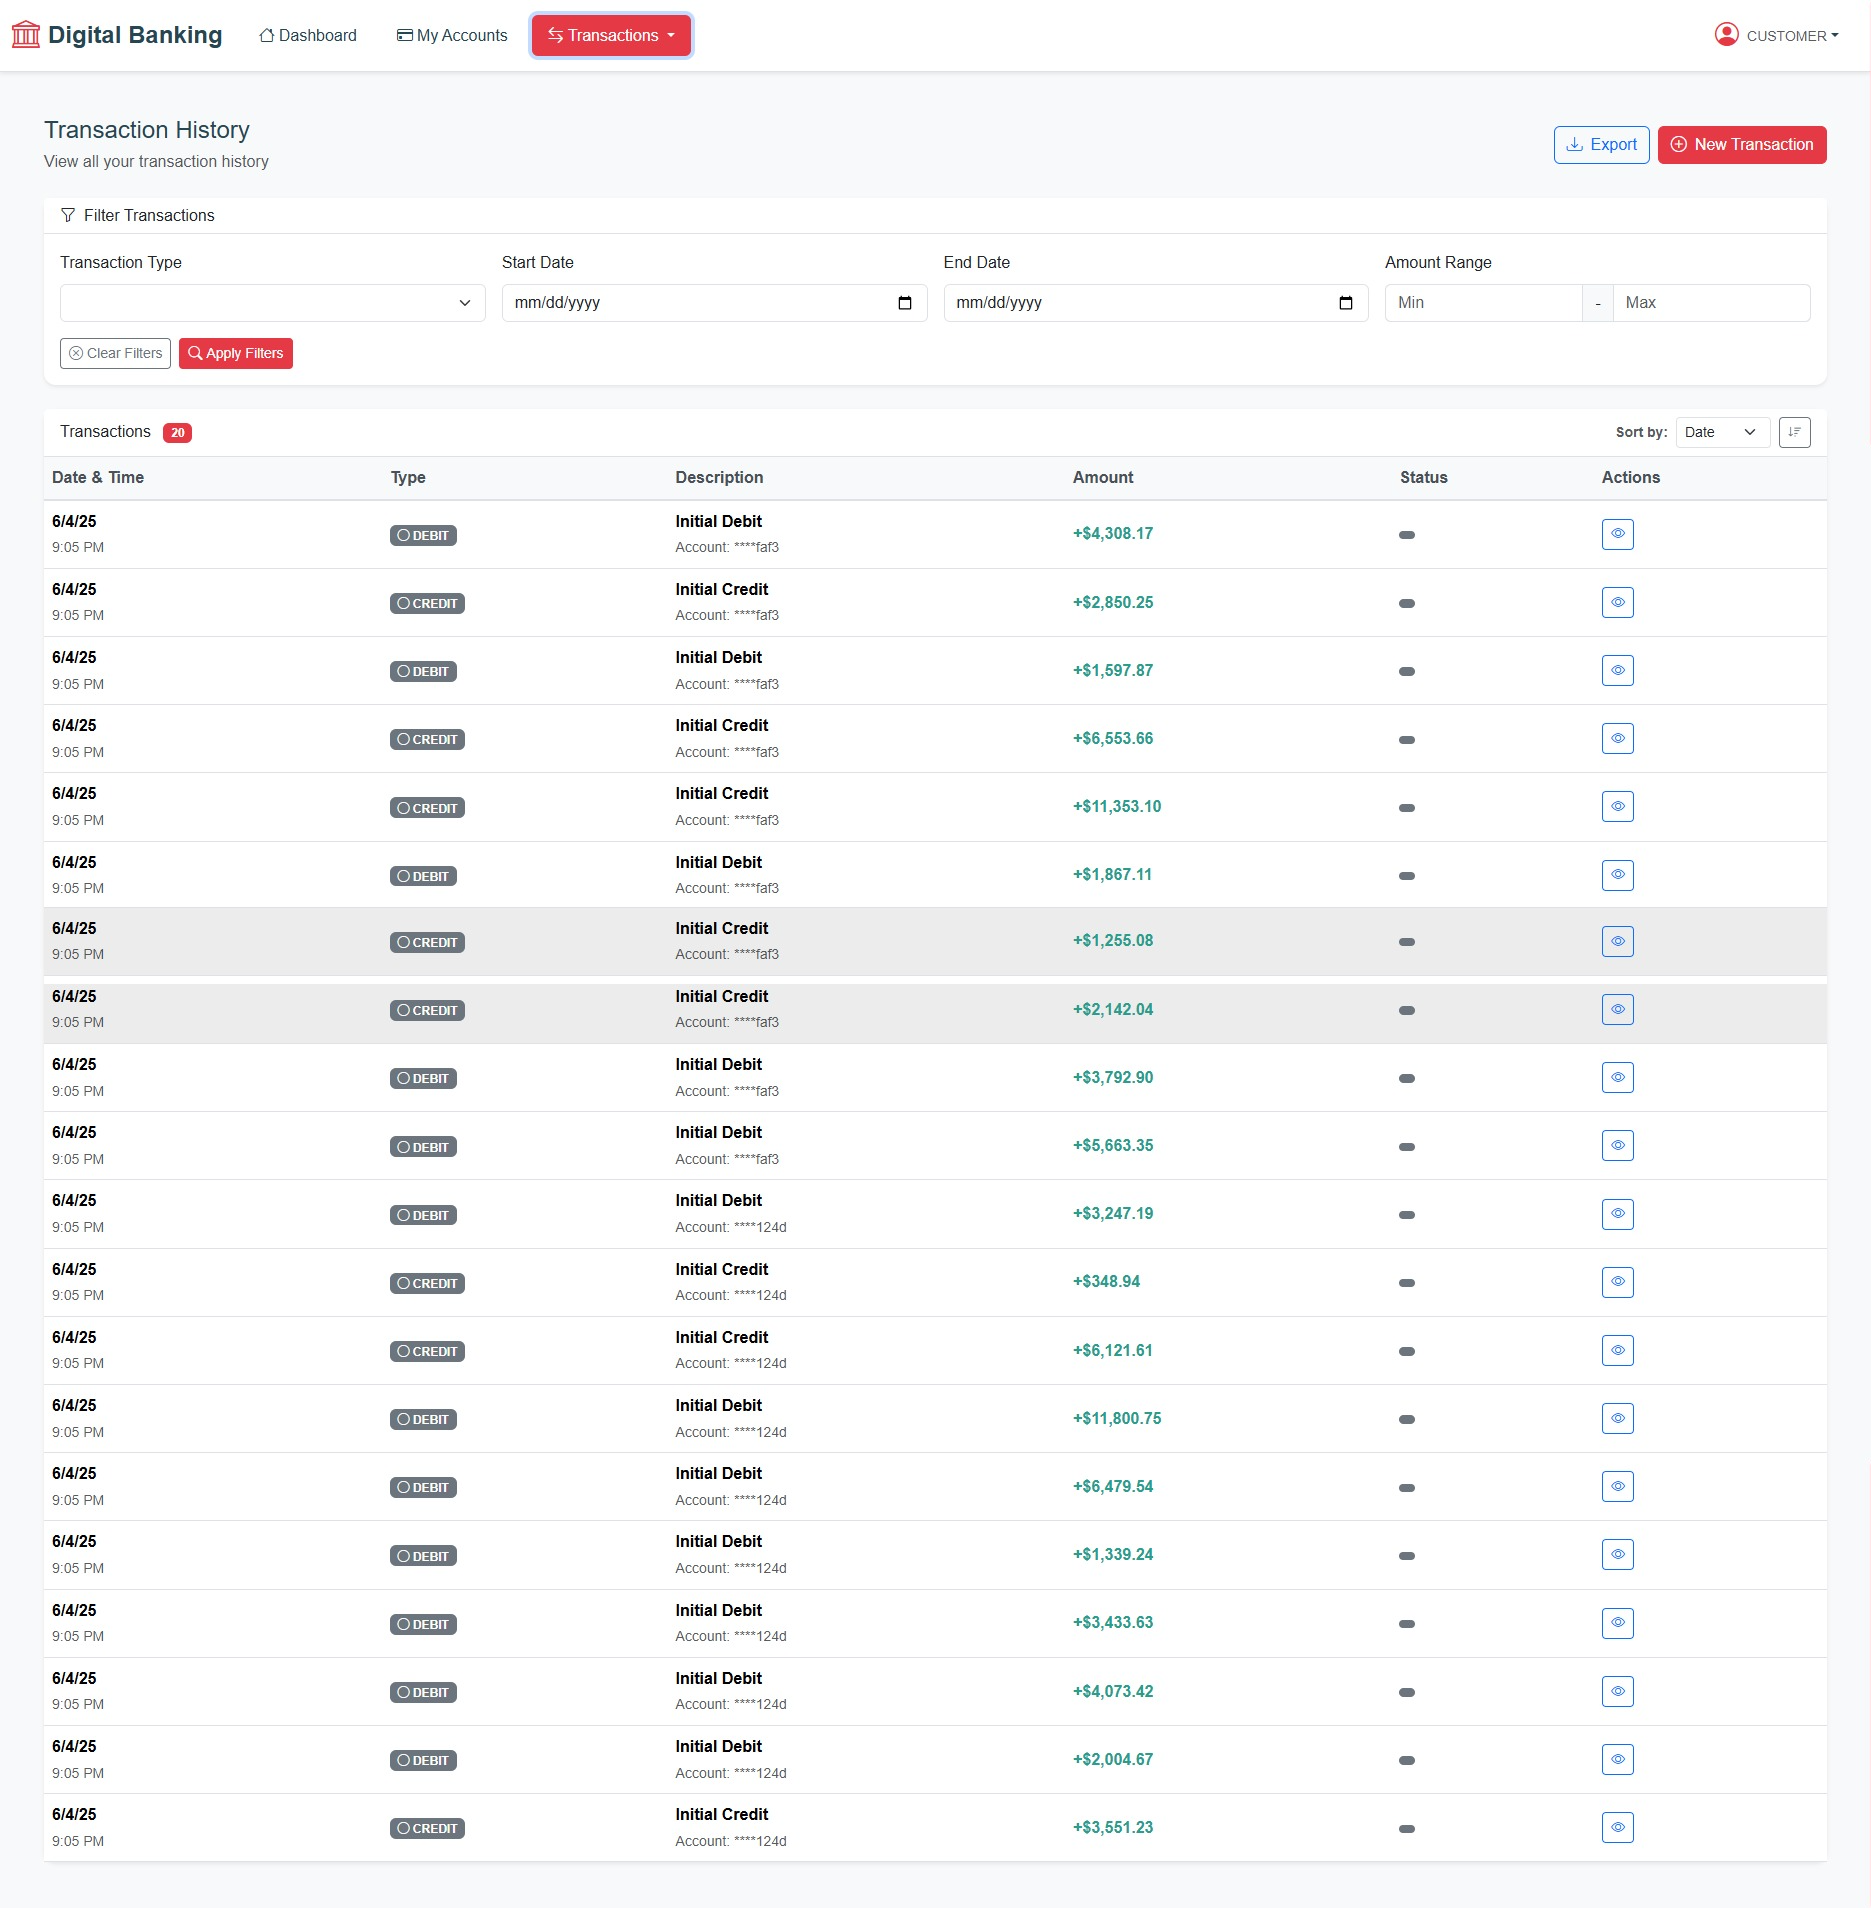 Digital Banking Dashboard My Accounts Transactions CUSTOMER
Transaction History
View all your transaction history
Export New Transaction
Filter Transactions
Transaction Type Start Date End Date Amount Range
mm/dd/yyyy mm/dd/yyyy Min - Max
Clear Filters Apply Filters
Transactions 20 Sort by: Date
Date & Time Type Description Amount Status Actions
6/4/25 Initial Debit
DEBIT +$4,308.17
9:05 PM Account: ****faf3
6/4/25 Initial Credit
CREDIT +$2,850.25
9:05 PM Account: ****faf3
6/4/25 Initial Debit
DEBIT +$1,597.87
9:05 PM Account: ****faf3
6/4/25 Initial Credit
CREDIT +$6,553.66
9:05 PM Account: ****faf3
6/4/25 Initial Credit
CREDIT +$11,353.10
9:05 PM Account: ****faf3
6/4/25 Initial Debit
DEBIT +$1,867.11
9:05 PM Account: ****faf3
6/4/25 Initial Credit
CREDIT +$1,255.08
9:05 PM Account: ****faf3
6/4/25 Initial Credit
CREDIT +$2,142.04
9:05 PM Account: ****faf3
6/4/25 Initial Debit
DEBIT +$3,792.90
9:05 PM Account: ****faf3
6/4/25 Initial Debit
DEBIT +$5,663.35
9:05 PM Account: ****faf3
6/4/25 Initial Debit
DEBIT +$3,247.19
9:05 PM Account: ****124d
6/4/25 Initial Credit
CREDIT +$348.94
9:05 PM Account: ****124d
6/4/25 Initial Credit
CREDIT +$6,121.61
9:05 PM Account: ****124d
6/4/25 Initial Debit
DEBIT +$11,800.75
9:05 PM Account: ****124d
6/4/25 Initial Debit
DEBIT +$6,479.54
9:05 PM Account: ****124d
6/4/25 Initial Debit
DEBIT +$1,339.24
9:05 PM Account: ****124d
6/4/25 Initial Debit
DEBIT +$3,433.63
9:05 PM Account: ****124d
6/4/25 Initial Debit
DEBIT +$4,073.42
9:05 PM Account: ****124d
6/4/25 Initial Debit
DEBIT +$2,004.67
9:05 PM Account: ****124d
6/4/25 Initial Credit
CREDIT +$3,551.23
9:05 PM Account: ****124d